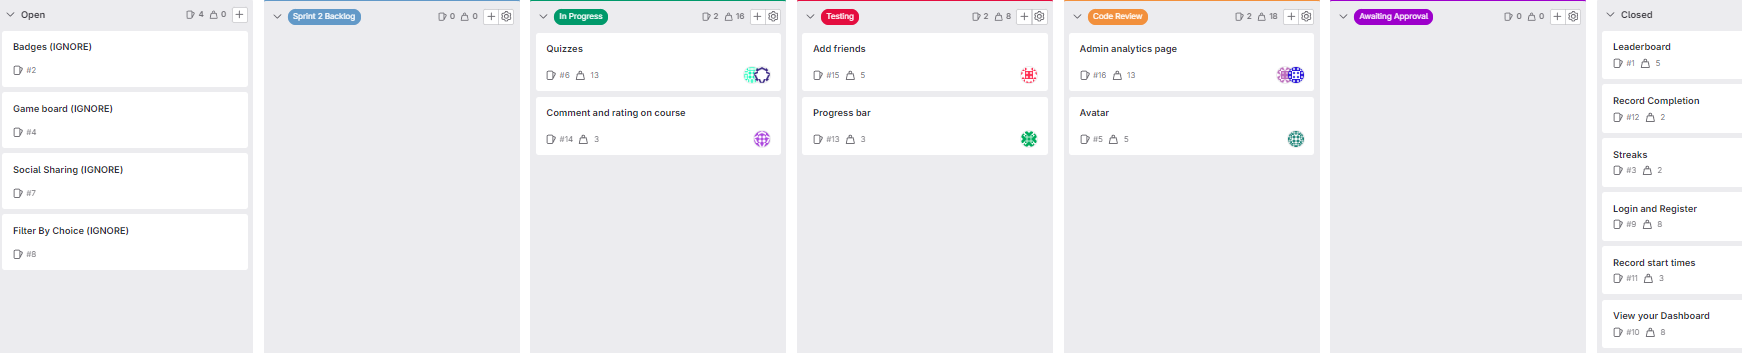 Open 4 0
Badges (IGNORE)
#2
Game board (IGNORE)
#4
Social Sharing (IGNORE)
#7
Filter By Choice (IGNORE)
#8
Sprint 2 Backlog 0 0
In Progress 2 16
Quizzes
#6 13
Comment and rating on course
#14 3
Testing 2 8
Add friends
#15 5
Progress bar
#13 3
Code Review 2 18
Admin analytics page
#16 13
Avatar
#5 5
Awaiting Approval 0 0
Closed
Leaderboard
#1 5
Record Completion
#12 2
Streaks
#3 2
Login and Register
#9 8
Record start times
#11 3
View your Dashboard
#10 8